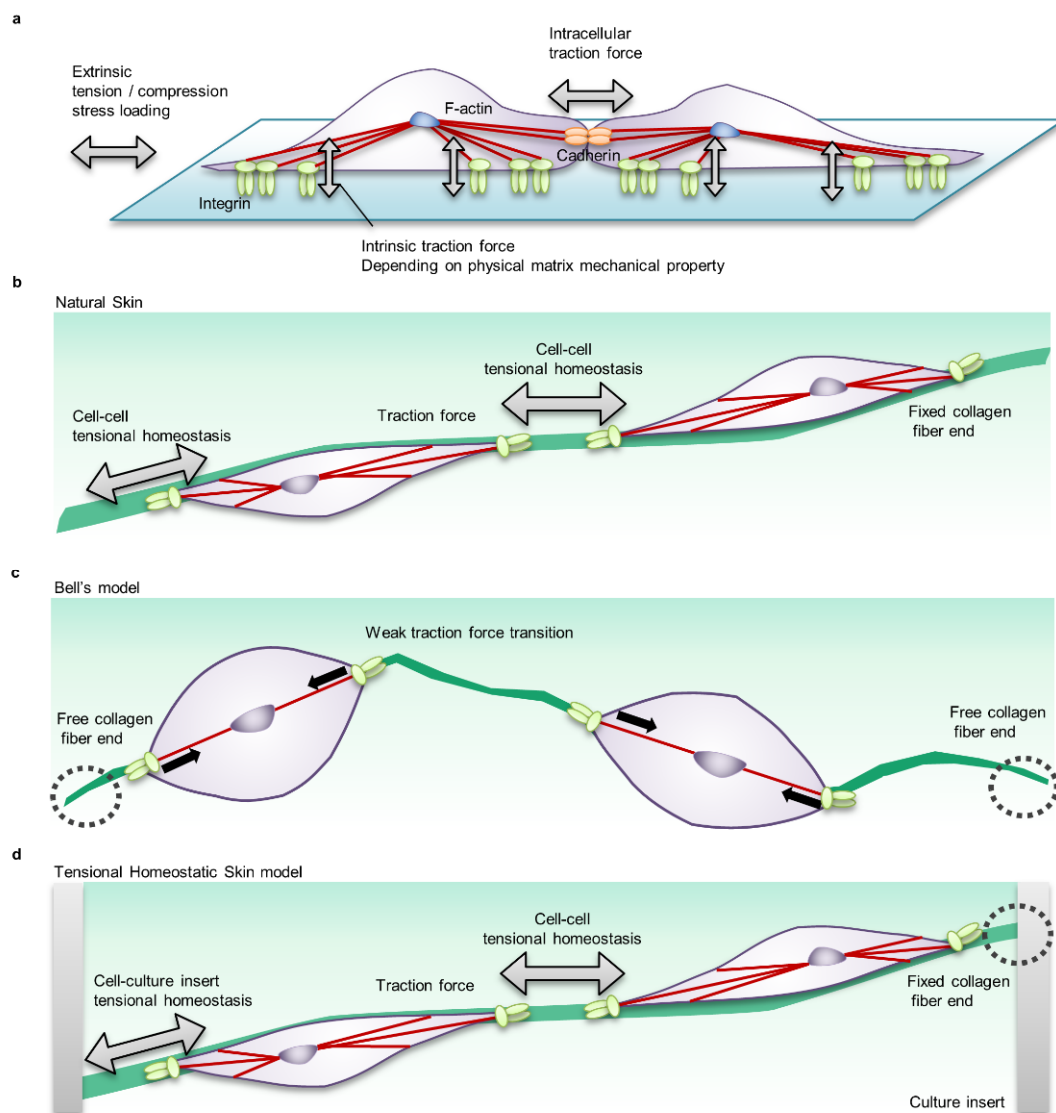 a
Extrinsic
tension / compression
stress loading
Intracellular
traction force
F-actin
Cadherin
Integrin
Intrinsic traction force
Depending on physical matrix mechanical property
b
Natural Skin
Cell-cell
tensional homeostasis
Cell-cell
tensional homeostasis
Traction force
Fixed collagen
fiber end
c
Bell's model
Weak traction force transition
Free collagen
fiber end
Free collagen
fiber end
d
Tensional Homeostatic Skin model
Cell-cell
tensional homeostasis
Cell-culture insert
tensional homeostasis
Traction force
Fixed collagen
fiber end
Culture insert